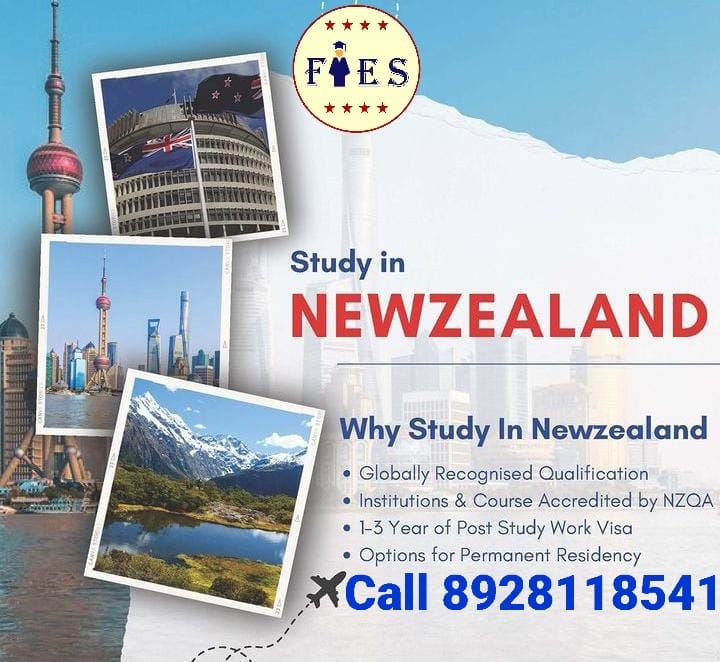 F ES
Study in
NEWZEALAND
Why Study In Newzealand
• Globally Recognised Qualification
• Institutions & Course Accredited by NZQA
• 1-3 Year of Post Study Work Visa
• Options for Permanent Residency
Call 8928118541